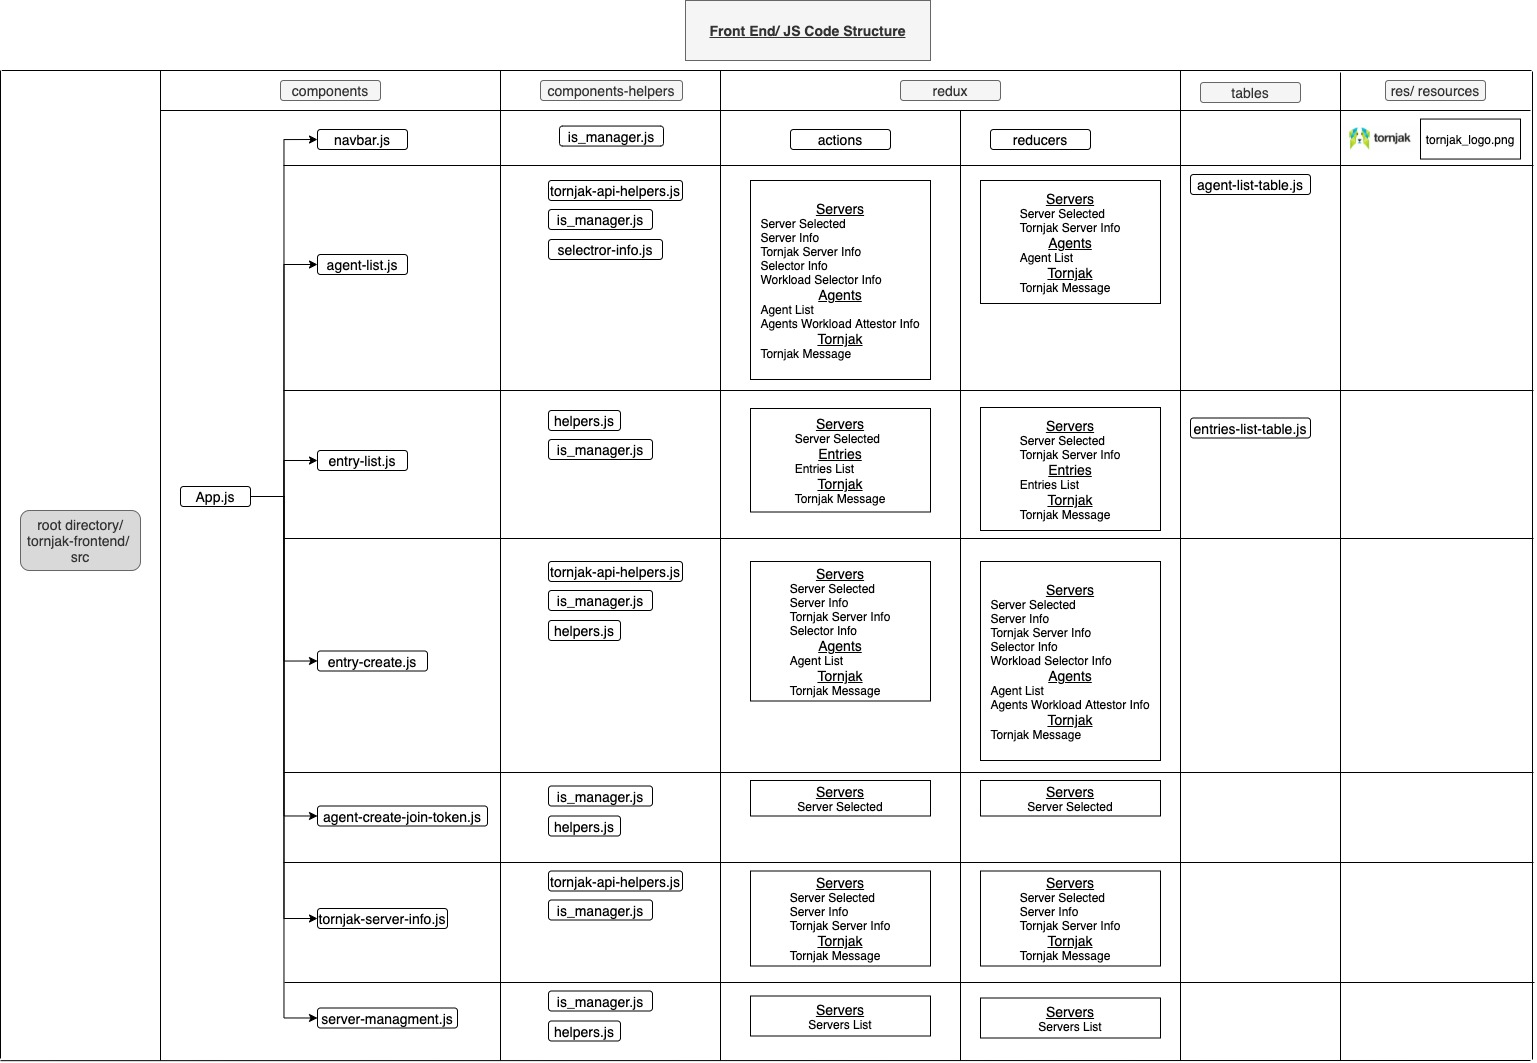 Front End/ JS Code Structure
components
components-helpers
redux
tables
res/ resources
navbar.js
is_manager.js
actions
reducers
tornjak
tornjak_logo.png
agent-list.js
tornjak-api-helpers.js
is_manager.js
selectror-info.js
Servers
Server Selected
Server Info
Tornjak Server Info
Selector Info
Workload Selector Info
Agents
Agent List
Agents Workload Attestor Info
Tornjak
Tornjak Message
Servers
Server Selected
Tornjak Server Info
Agents
Agent List
Tornjak
Tornjak Message
agent-list-table.js
entry-list.js
helpers.js
is_manager.js
Servers
Server Selected
Entries
Entries List
Tornjak
Tornjak Message
Servers
Server Selected
Tornjak Server Info
Entries
Entries List
Tornjak
Tornjak Message
entries-list-table.js
App.js
root directory/
tornjak-frontend/
src
entry-create.js
tornjak-api-helpers.js
is_manager.js
helpers.js
Servers
Server Selected
Server Info
Tornjak Server Info
Selector Info
Agents
Agent List
Tornjak
Tornjak Message
Servers
Server Selected
Server Info
Tornjak Server Info
Selector Info
Workload Selector Info
Agents
Agent List
Agents Workload Attestor Info
Tornjak
Tornjak Message
agent-create-join-token.js
is_manager.js
helpers.js
Servers
Server Selected
Servers
Server Selected
tornjak-server-info.js
tornjak-api-helpers.js
is_manager.js
Servers
Server Selected
Server Info
Tornjak Server Info
Tornjak
Tornjak Message
Servers
Server Selected
Server Info
Tornjak Server Info
Tornjak
Tornjak Message
server-managment.js
is_manager.js
helpers.js
Servers
Servers List
Servers
Servers List